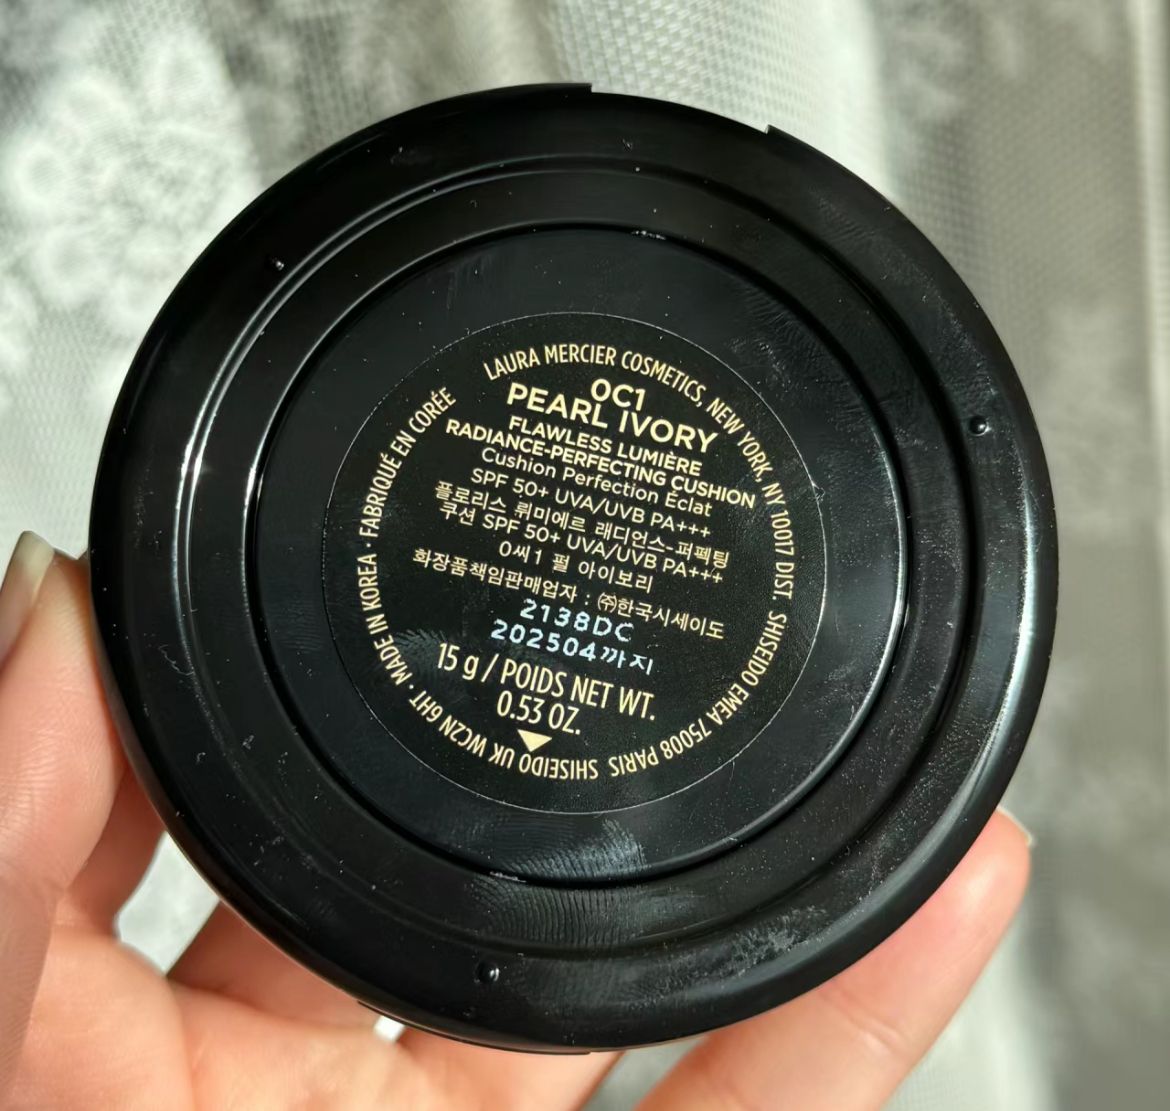 LAURA MERCIER COSMETICS, NEW YORK, NY 10017 DIST. SHISEIDO EMEA 75008 PARIS SHISEIDO UK WC2N 6HT · MADE IN KOREA · FABRIQUÉ EN CORÉE
0C1
PEARL IVORY
FLAWLESS LUMIÈRE
RADIANCE-PERFECTING CUSHION
Cushion Perfection Éclat
SPF 50+ UVA/UVB PA+++
플로리스 뤼미에르 래디언스-퍼펙팅
쿠션 SPF 50+ UVA/UVB PA+++
0씨1 펄 아이보리
화장품책임판매업자 : ㈜한국시세이도
2138DC
202504까지
15 g / POIDS NET WT.
0.53 OZ.